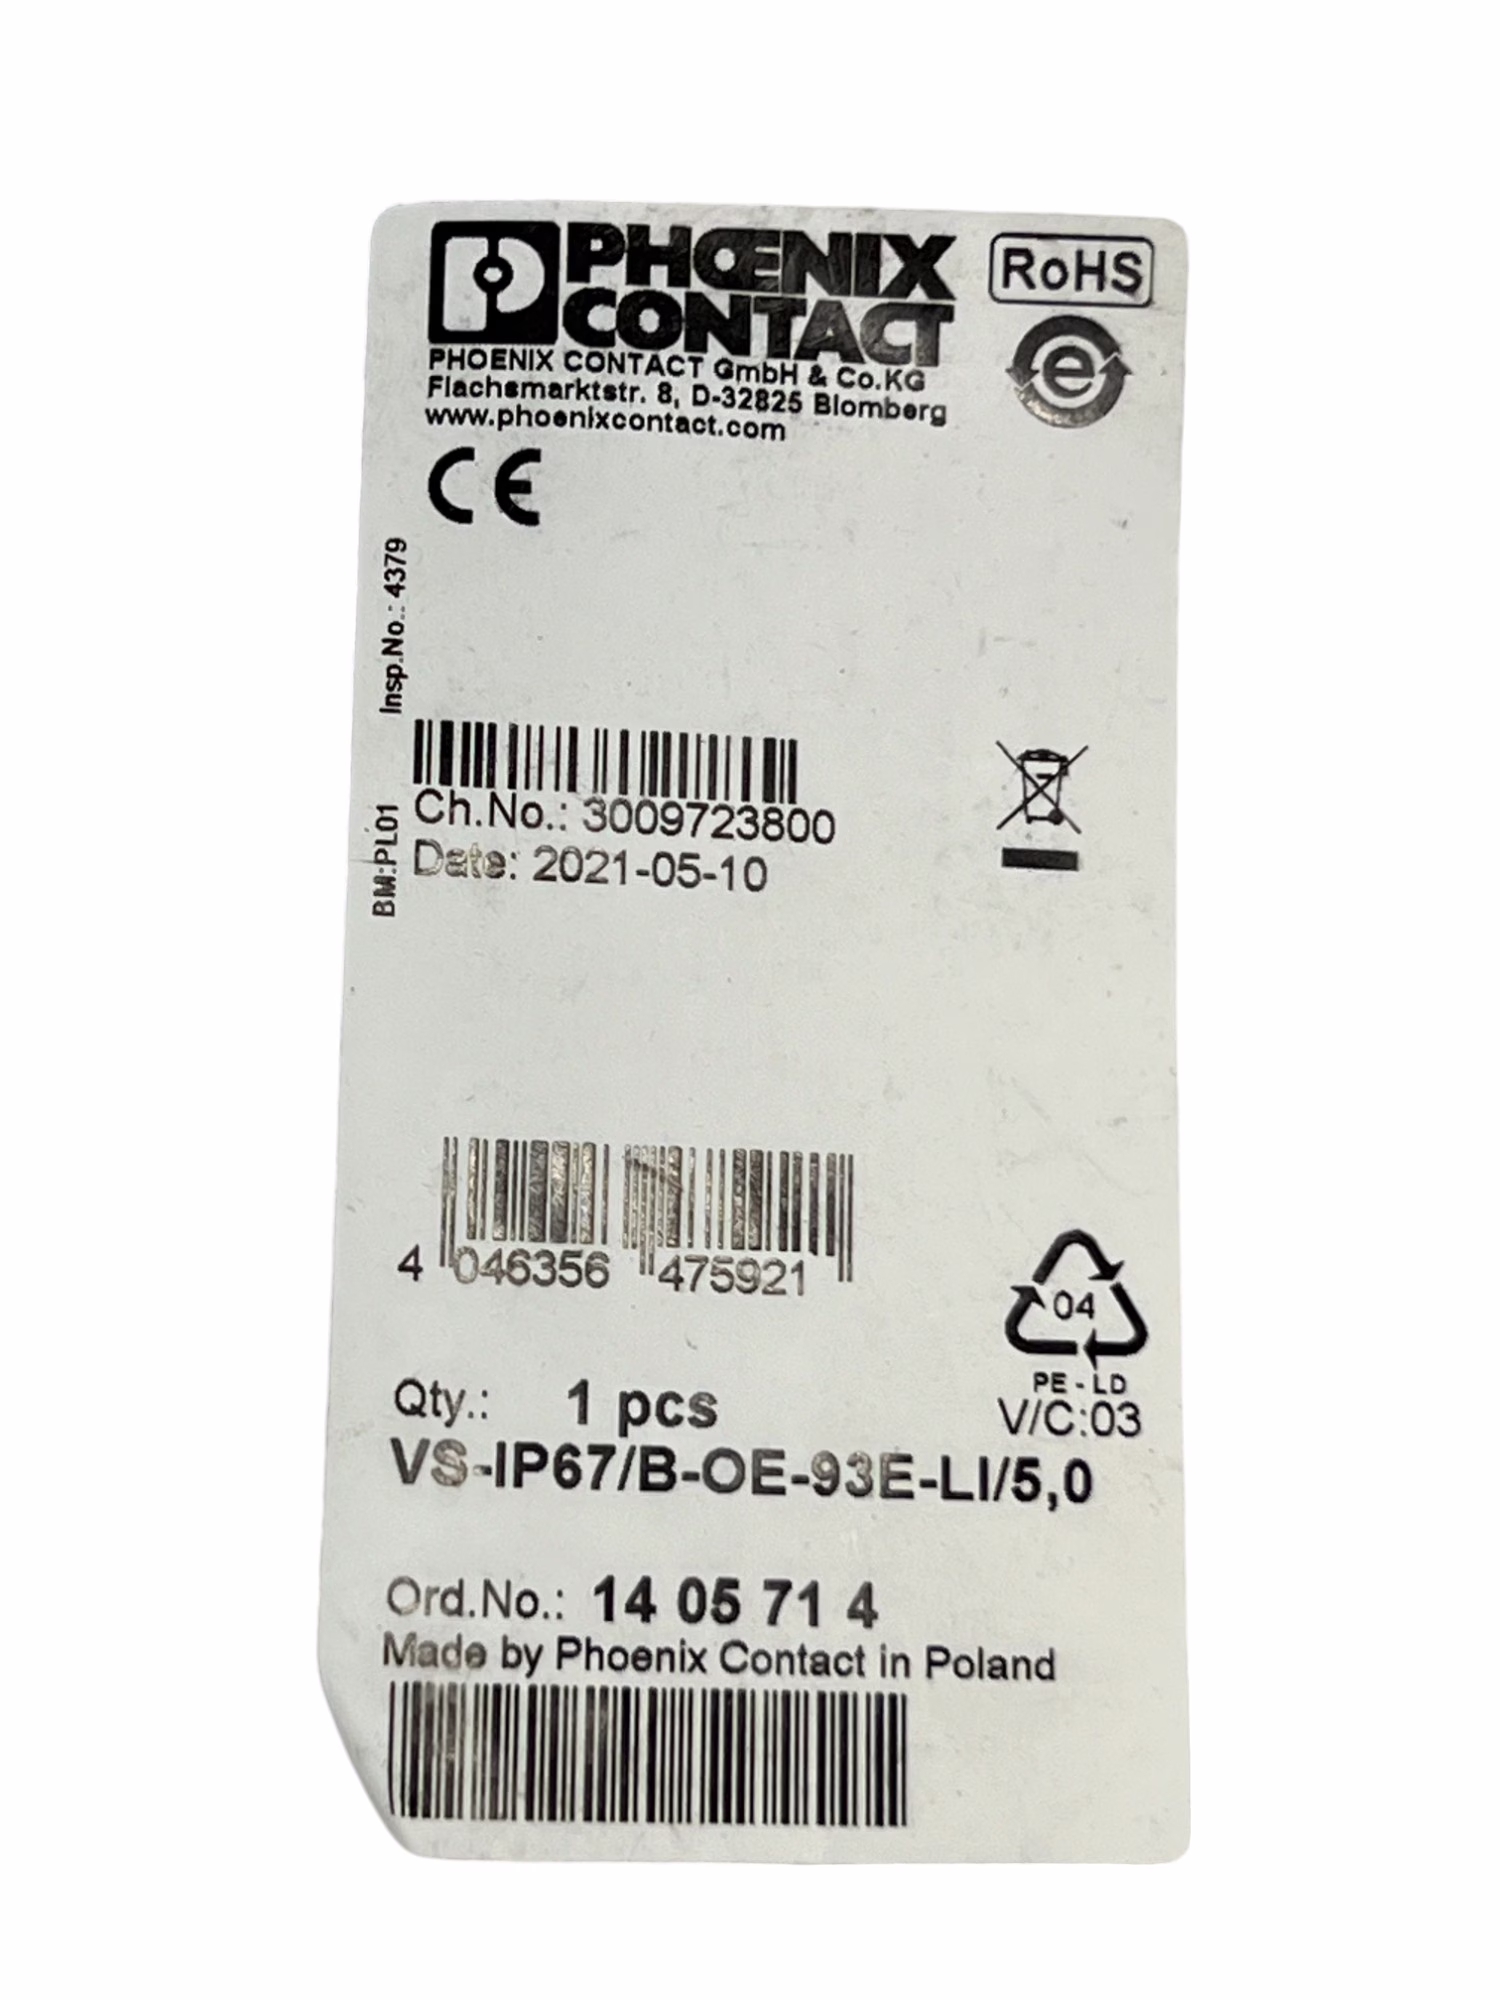 PHŒNIX
CONTACT
RoHS
e
PHOENIX CONTACT GmbH & Co.KG
Flachsmarktstr. 8, D-32825 Blomberg
www.phoenixcontact.com
CE
Insp.No.: 4379
BM:PL01
Ch.No.: 3009723800
Date: 2021-05-10
4 046356 475921
04
PE - LD
V/C:03
Qty.: 1 pcs
VS-IP67/B-OE-93E-LI/5,0
Ord.No.: 14 05 71 4
Made by Phoenix Contact in Poland